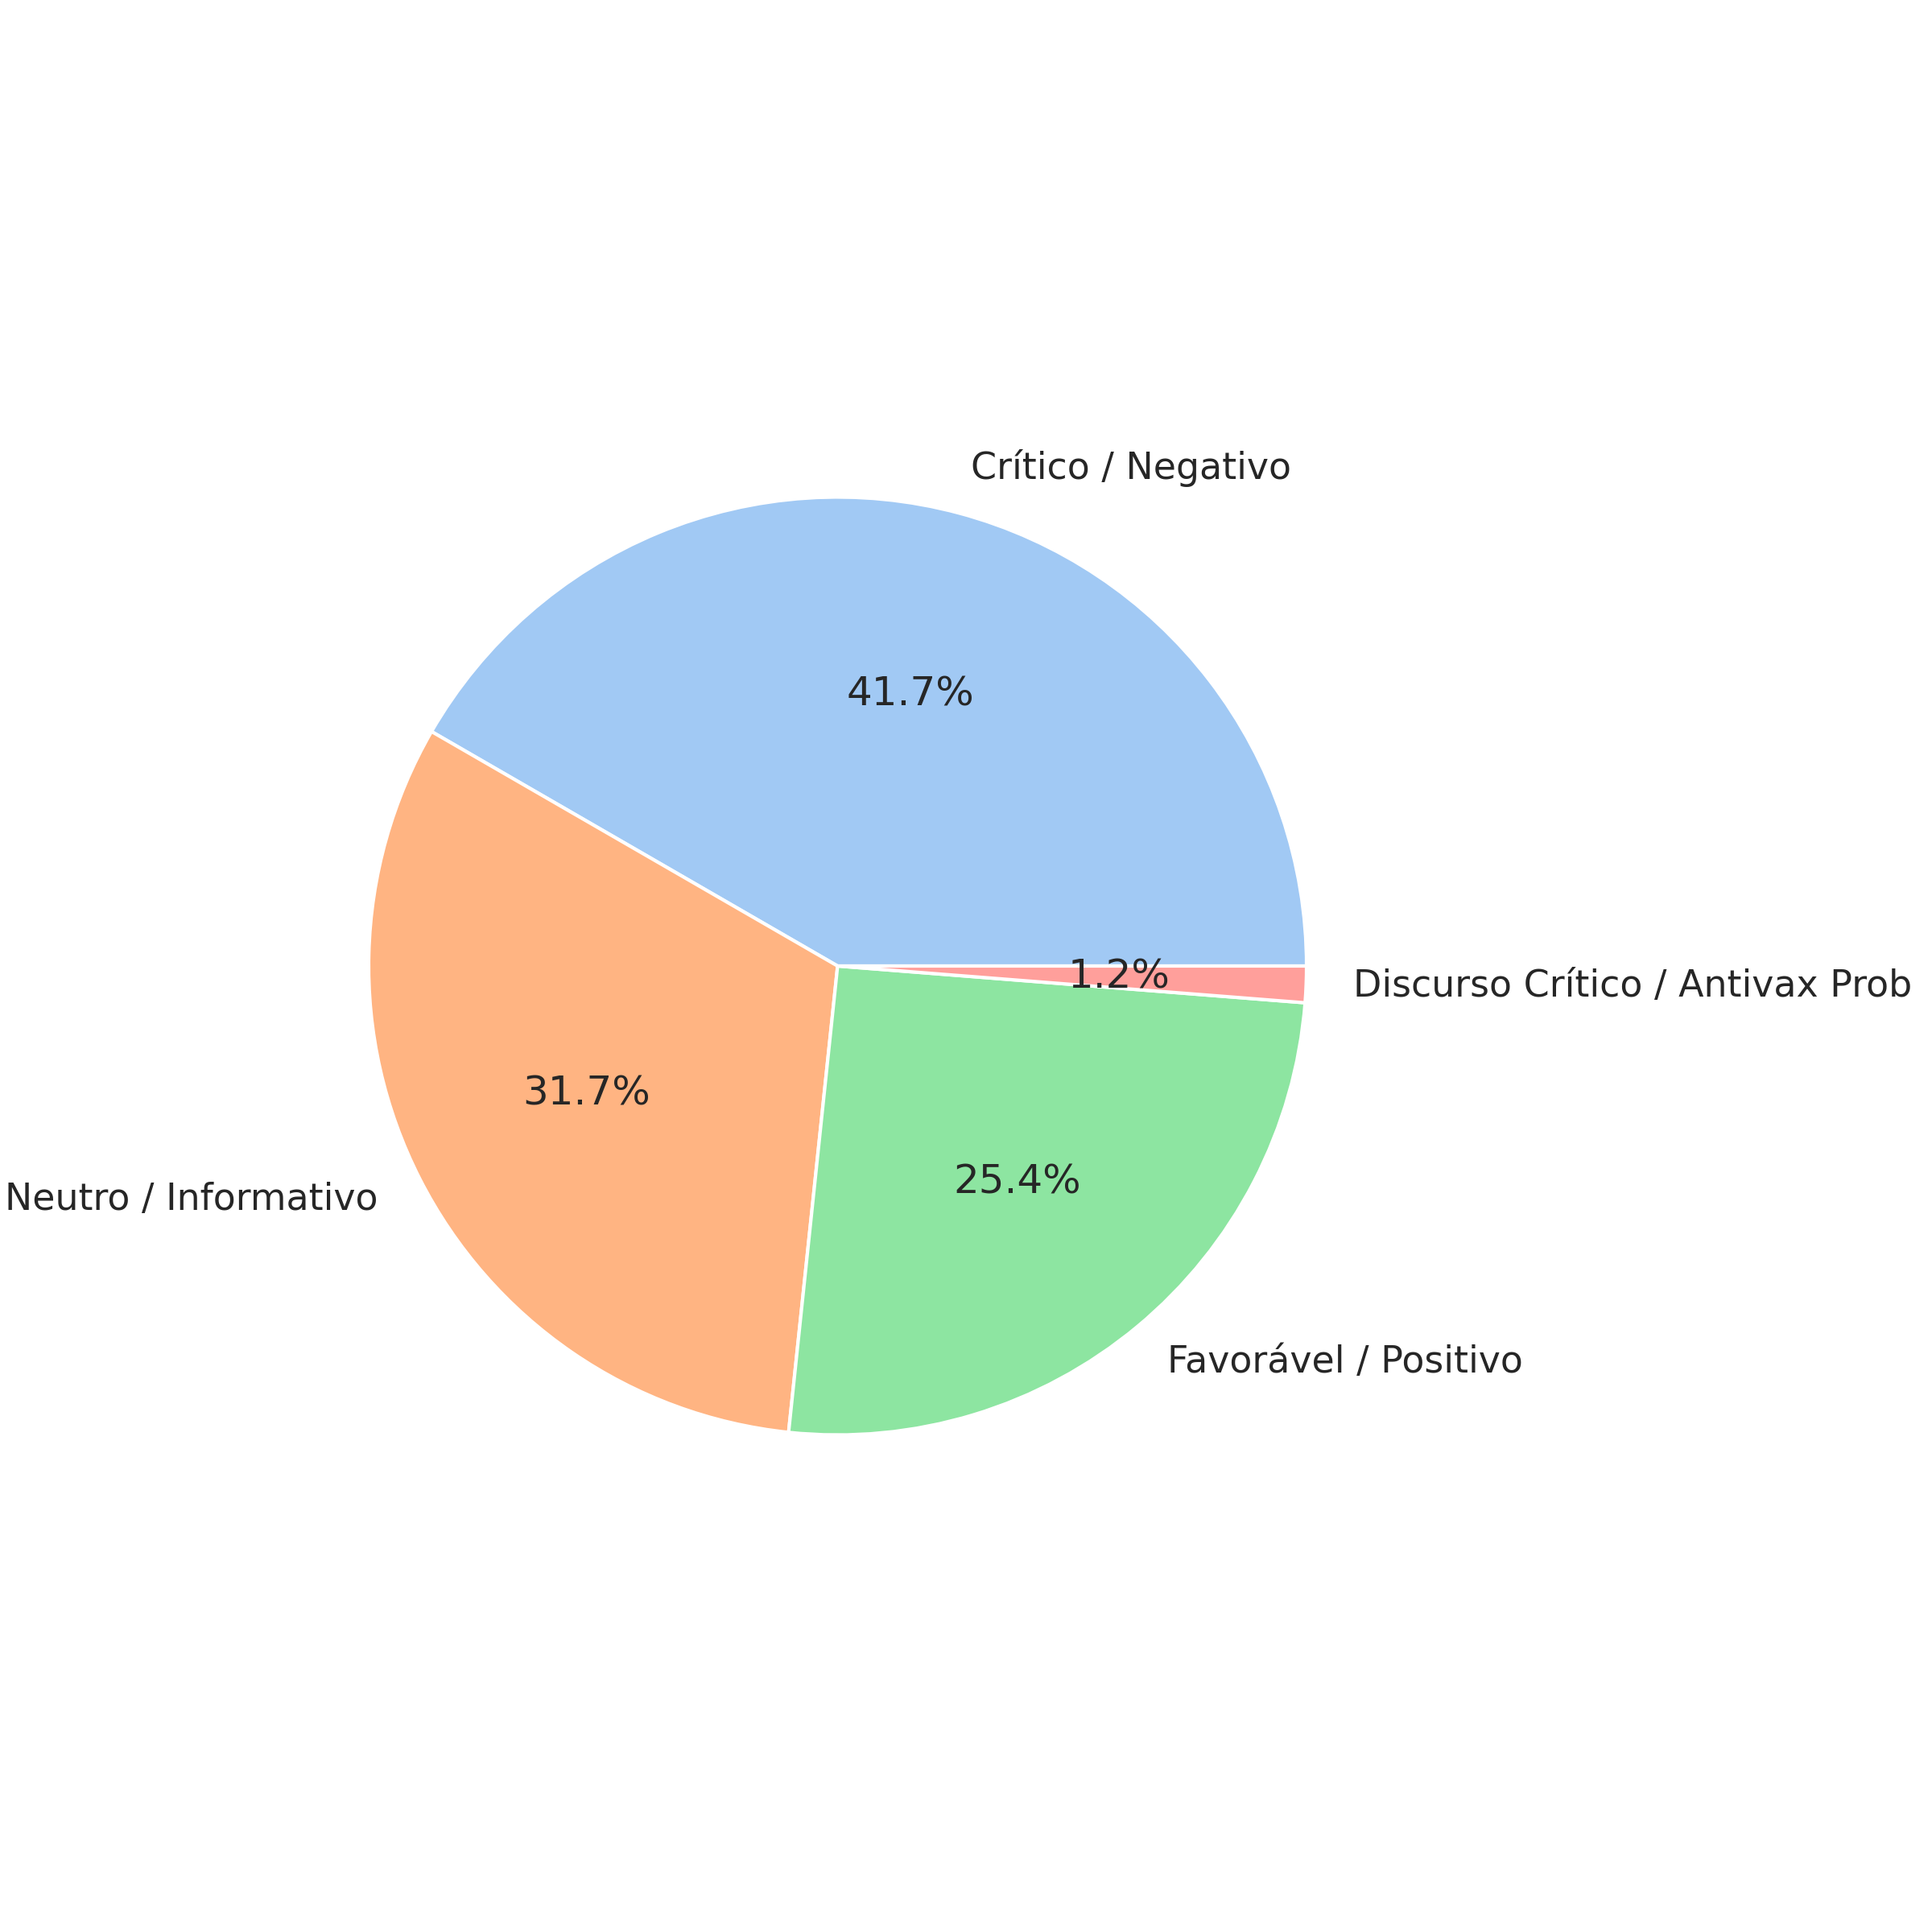 Crítico / Negativo
41.7%
1.2%
Discurso Crítico / Antivax Prob
31.7%
25.4%
Neutro / Informativo
Favorável / Positivo